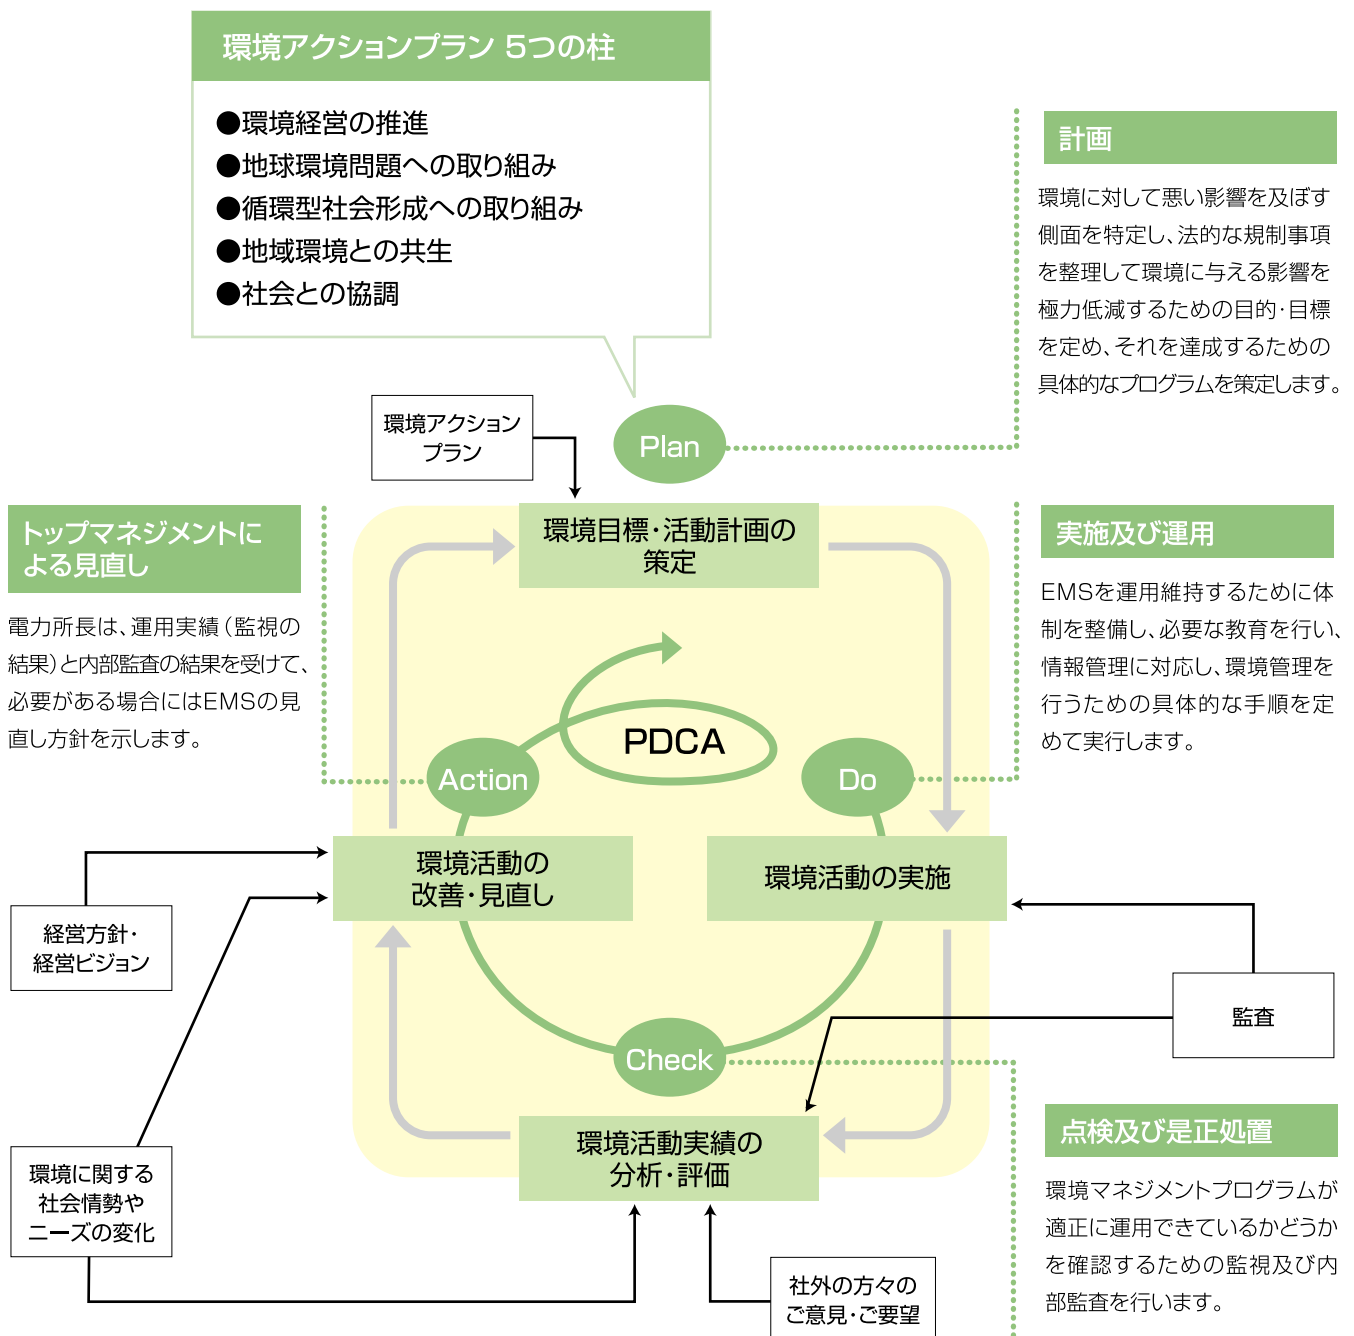 環境アクションプラン 5つの柱
●環境経営の推進
●地球環境問題への取り組み
●循環型社会形成への取り組み
●地域環境との共生
●社会との協調
計画
環境に対して悪い影響を及ぼす
側面を特定し、法的な規制事項
を整理して環境に与える影響を
極力低減するための目的・目標
を定め、それを達成するための
具体的なプログラムを策定します。
環境アクション
プラン
Plan
環境目標・活動計画の
策定
トップマネジメントに
よる見直し
電力所長は、運用実績（監視の
結果）と内部監査の結果を受けて、
必要がある場合にはEMSの見
直し方針を示します。
実施及び運用
EMSを運用維持するために体
制を整備し、必要な教育を行い、
情報管理に対応し、環境管理を
行うための具体的な手順を定
めて実行します。
PDCA
Action
Do
環境活動の
改善・見直し
環境活動の実施
経営方針・
経営ビジョン
監査
Check
環境活動実績の
分析・評価
点検及び是正処置
環境マネジメントプログラムが
適正に運用できているかどうか
を確認するための監視及び内
部監査を行います。
環境に関する
社会情勢や
ニーズの変化
社外の方々の
ご意見・ご要望